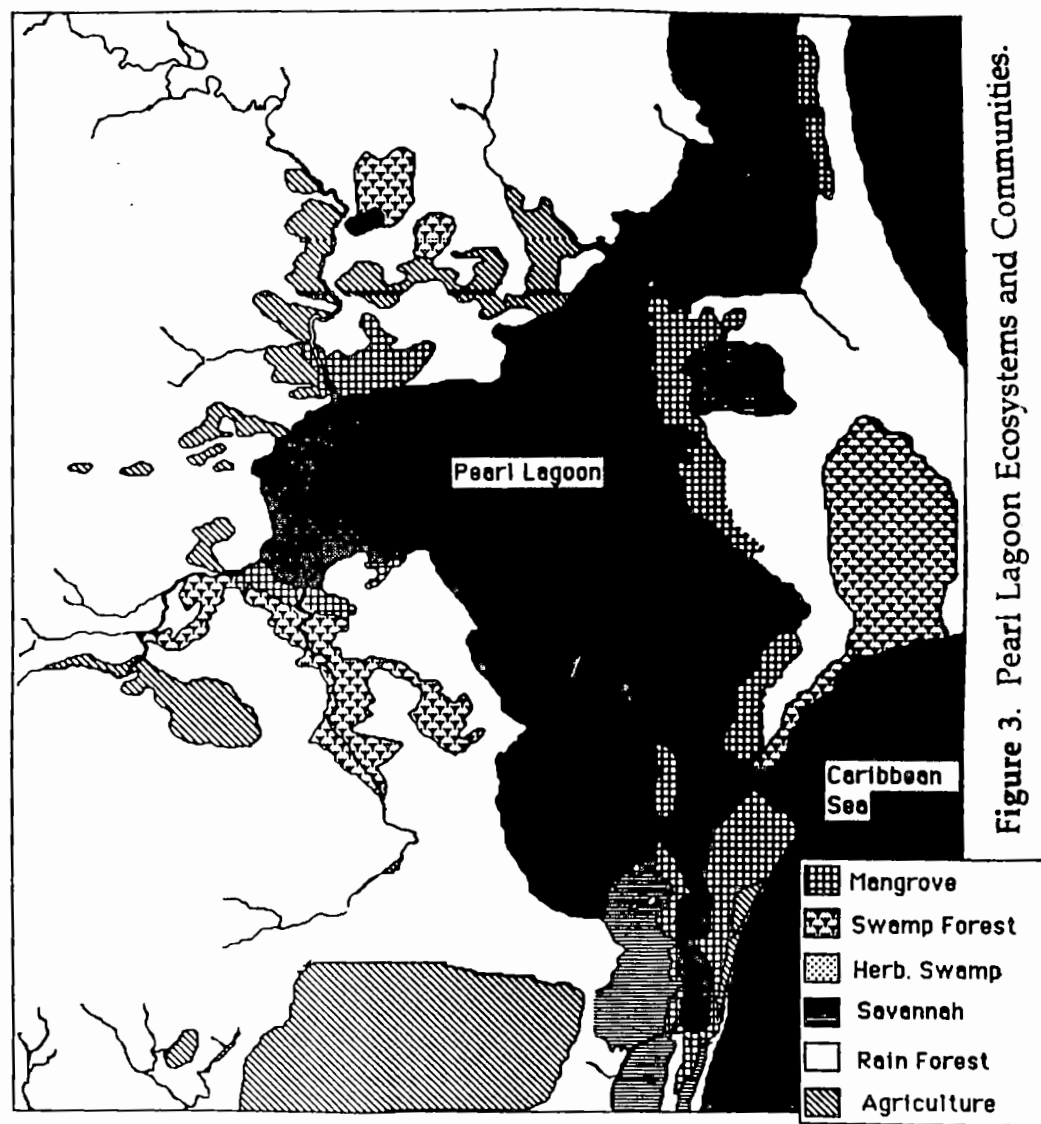 Pearl Lagoon
Caribbean
Sea
Mangrove
Swamp Forest
Herb. Swamp
Savannah
Rain Forest
Agriculture
Figure 3. Pearl Lagoon Ecosystems and Communities.